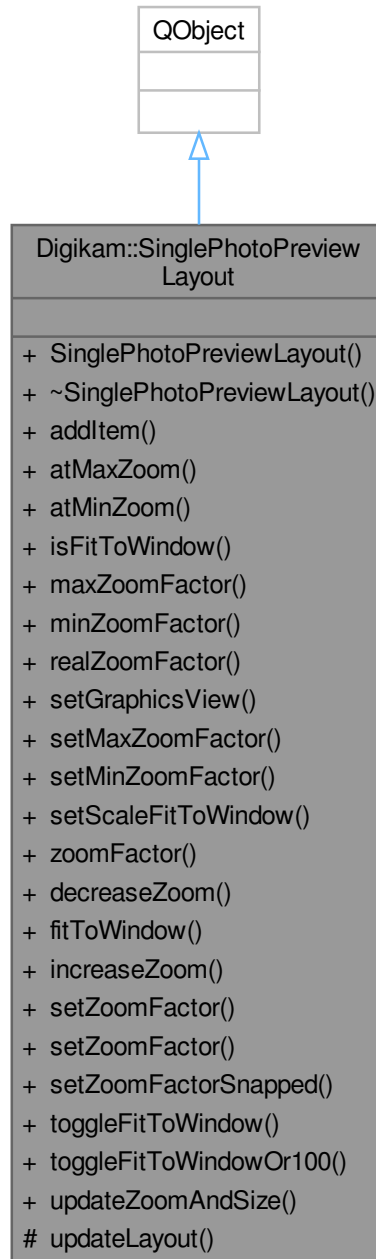 QObject
Digikam::SinglePhotoPreview
Layout
+ SinglePhotoPreviewLayout()
+ ~SinglePhotoPreviewLayout()
+ addItem()
+ atMaxZoom()
+ atMinZoom()
+ isFitToWindow()
+ maxZoomFactor()
+ minZoomFactor()
+ realZoomFactor()
+ setGraphicsView()
+ setMaxZoomFactor()
+ setMinZoomFactor()
+ setScaleFitToWindow()
+ zoomFactor()
+ decreaseZoom()
+ fitToWindow()
+ increaseZoom()
+ setZoomFactor()
+ setZoomFactor()
+ setZoomFactorSnapped()
+ toggleFitToWindow()
+ toggleFitToWindowOr100()
+ updateZoomAndSize()
# updateLayout()